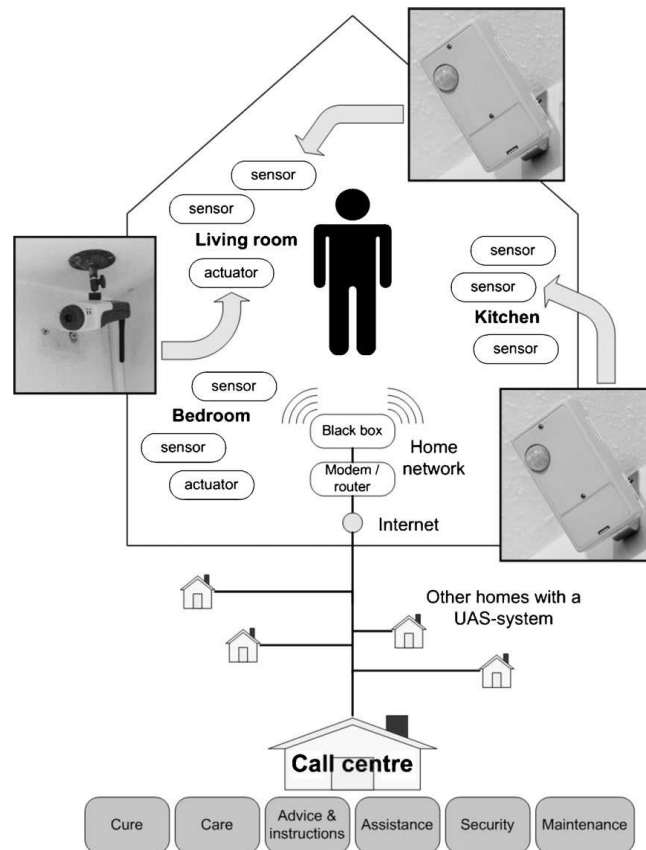 sensor
sensor
Living room
actuator
sensor
sensor
Kitchen
sensor
sensor
Bedroom
sensor
actuator
Black box
Modem /
router
Home
network
Internet
Other homes with a
UAS-system
Call centre
Cure
Care
Advice &
instructions
Assistance
Security
Maintenance